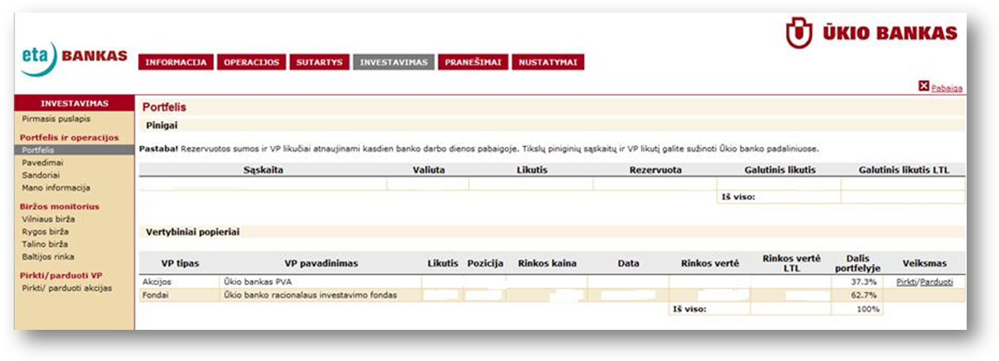 ŪKIO BANKAS
eta BANKAS
INFORMACIJA OPERACIJOS SUTARTYS INVESTAVIMAS PRANEŠIMAI NUSTATYMAI
Pabaiga
INVESTAVIMAS
Pirmasis puslapis
Portfelis ir operacijos
Portfelis
Pavedimai
Sandoriai
Mano informacija
Biržos monitorius
Vilniaus birža
Rygos birža
Talino birža
Baltijos rinka
Pirkti/parduoti VP
Pirkti/ parduoti akcijas
Portfelis
Pinigai
Pastaba! Rezervuotos sumos ir VP likučiai atnaujinami kasdien banko darbo dienos pabaigoje. Tikslų piniginių sąskaitų ir VP likutį galite sužinoti Ūkio banko padaliniuose.
Sąskaita Valiuta Likutis Rezervuota Galutinis likutis Galutinis likutis LTL
Iš viso:
Vertybiniai popieriai
VP tipas VP pavadinimas Likutis Pozicija Rinkos kaina Data Rinkos vertė Rinkos vertė LTL Dalis portfelyje Veiksmas
Akcijos Ūkio bankas PVA 37.3% Pirkti/Parduoti
Fondai Ūkio banko racionalaus investavimo fondas 62.7%
Iš viso: 100%